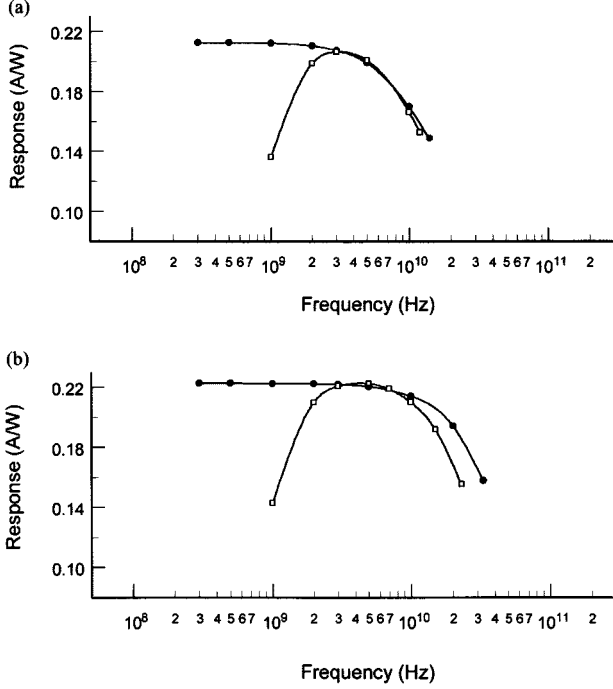 (a)
Response (A/W)
0.22
0.18
0.14
0.10
10⁸ 2 3 4 5 6 7 10⁹ 2 3 4 5 6 7 10¹⁰ 2 3 4 5 6 7 10¹¹ 2
Frequency (Hz)
(b)
Response (A/W)
0.22
0.18
0.14
0.10
10⁸ 2 3 4 5 6 7 10⁹ 2 3 4 5 6 7 10¹⁰ 2 3 4 5 6 7 10¹¹ 2
Frequency (Hz)